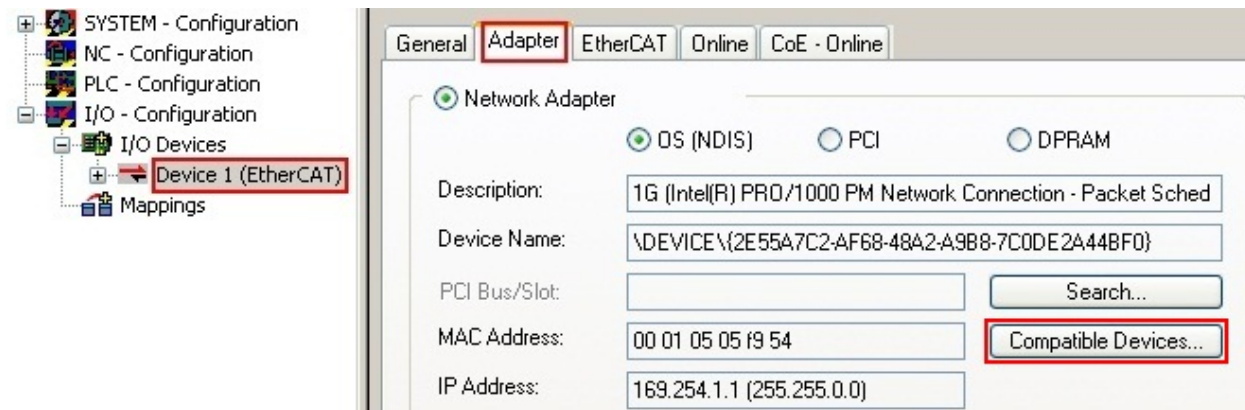 SYSTEM - Configuration
NC - Configuration
PLC - Configuration
I/O - Configuration
I/O Devices
Device 1 (EtherCAT)
Mappings
General Adapter EtherCAT Online CoE - Online
Network Adapter
OS (NDIS) PCI DPRAM
Description: 1G (Intel(R) PRO/1000 PM Network Connection - Packet Sched
Device Name: \DEVICE\{2E55A7C2-AF68-48A2-A9B8-7C0DE2A44BF0}
PCI Bus/Slot: Search...
MAC Address: 00 01 05 05 f9 54 Compatible Devices...
IP Address: 169.254.1.1 (255.255.0.0)